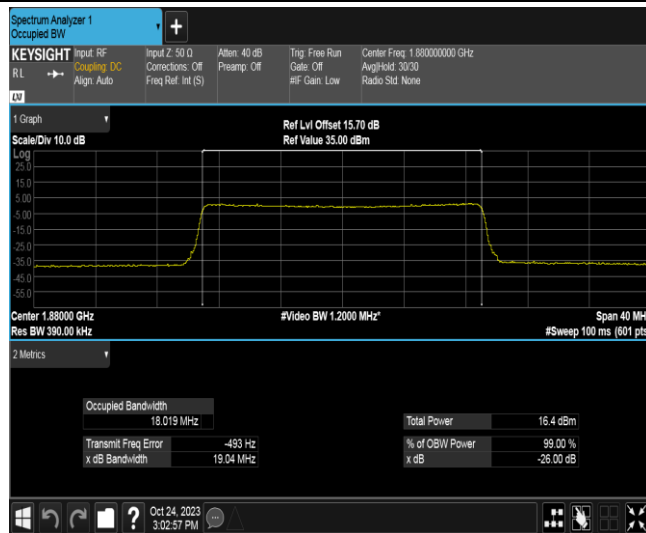 Spectrum Analyzer 1
Occupied BW
+
KEYSIGHT Input: RF Input Z: 50 Ω Atten: 40 dB Trig: Free Run Center Freq: 1.880000000 GHz
RL Coupling: DC Corrections: Off Preamp: Off Gate: Off Avg|Hold: 30/30
Align: Auto Freq Ref: Int (S) #IF Gain: Low Radio Std: None
1 Graph Ref Lvl Offset 15.70 dB
Scale/Div 10.0 dB Ref Value 35.00 dBm
Log
25.0
15.0
5.00
-5.00
-15.0
-25.0
-35.0
-45.0
-55.0
Center 1.88000 GHz #Video BW 1.2000 MHz* Span 40 MH
Res BW 390.00 kHz #Sweep 100 ms (601 pts
2 Metrics
Occupied Bandwidth
18.019 MHz Total Power 16.4 dBm
Transmit Freq Error -493 Hz % of OBW Power 99.00 %
x dB Bandwidth 19.04 MHz x dB -26.00 dB
? Oct 24, 2023
3:02:57 PM